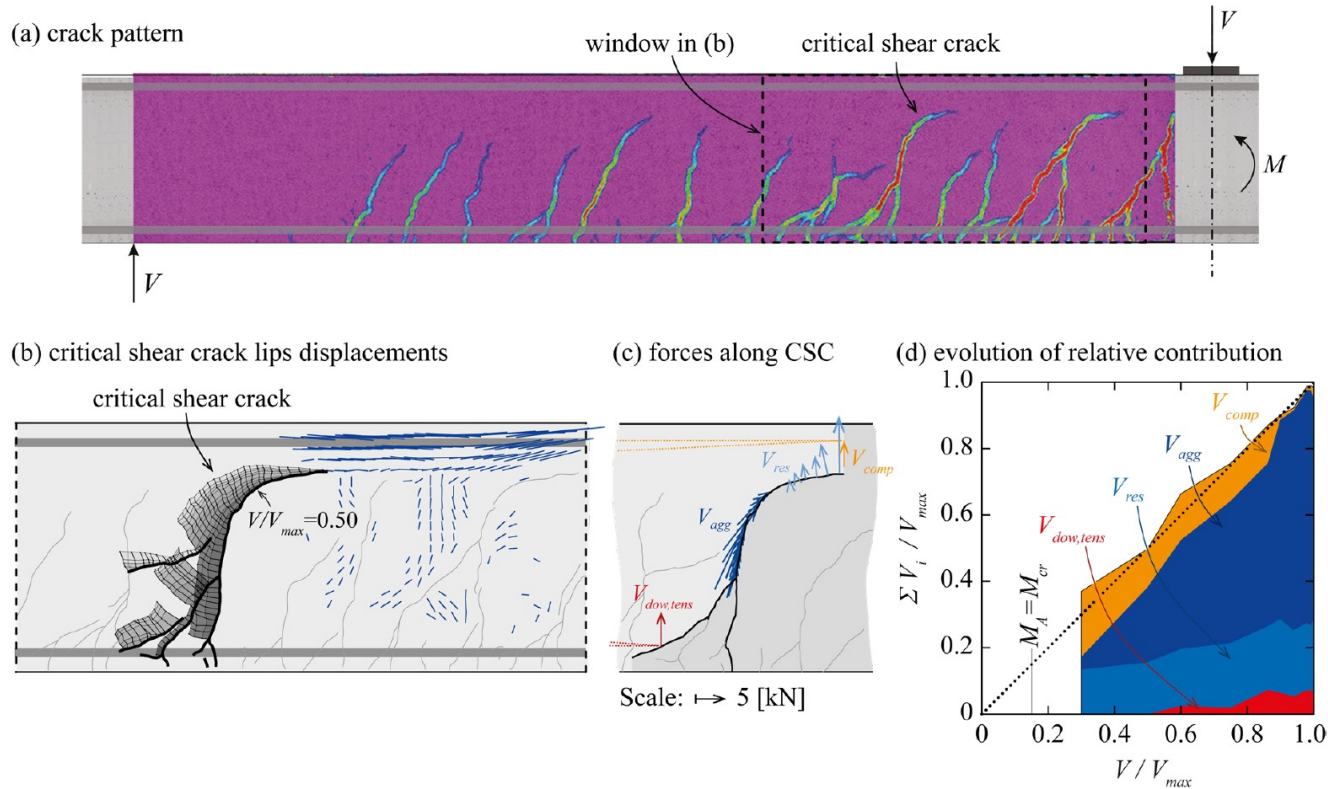 (a) crack pattern
window in (b)
critical shear crack
V
M
V
(b) critical shear crack lips displacements
critical shear crack
V/Vmax=0.50
(c) forces along CSC
Vres
Vcomp
Vagg
Vdow,tens
Scale: ↦ 5 [kN]
(d) evolution of relative contribution
Σ Vi / Vmax
1.0
0.8
0.6
0.4
0.2
0
Vcomp
Vagg
Vres
Vdow,tens
MA=Mcr
0 0.2 0.4 0.6 0.8 1.0
V / Vmax